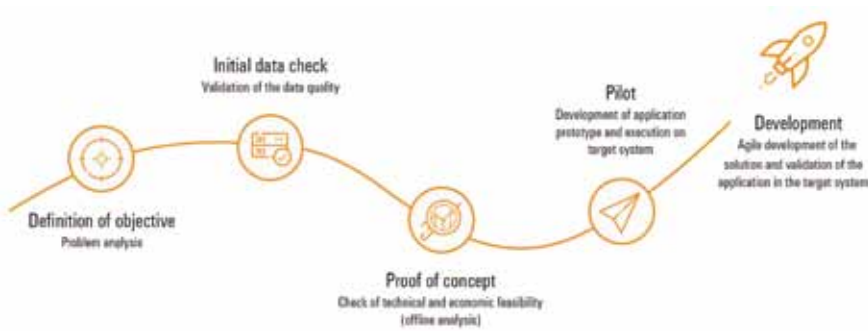 Definition of objective
Problem analysis
Initial data check
Validation of the data quality
Proof of concept
Check of technical and economic feasibility
(offline analysis)
Pilot
Development of application
prototype and execution on
target system
Development
Agile development of the
solution and validation of the
application in the target system